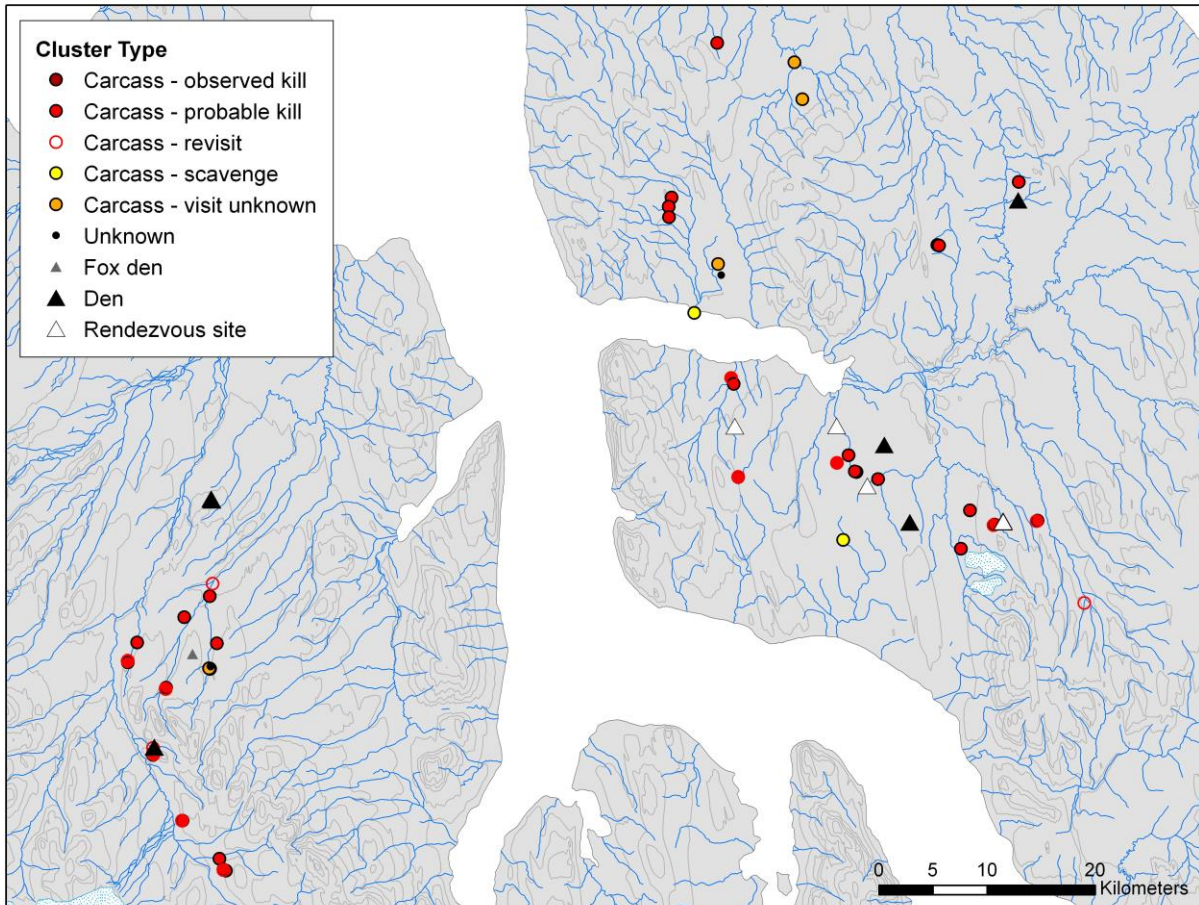 Cluster Type
Carcass - observed kill
Carcass - probable kill
Carcass - revisit
Carcass - scavenge
Carcass - visit unknown
Unknown
Fox den
Den
Rendezvous site
0 5 10 20
Kilometers